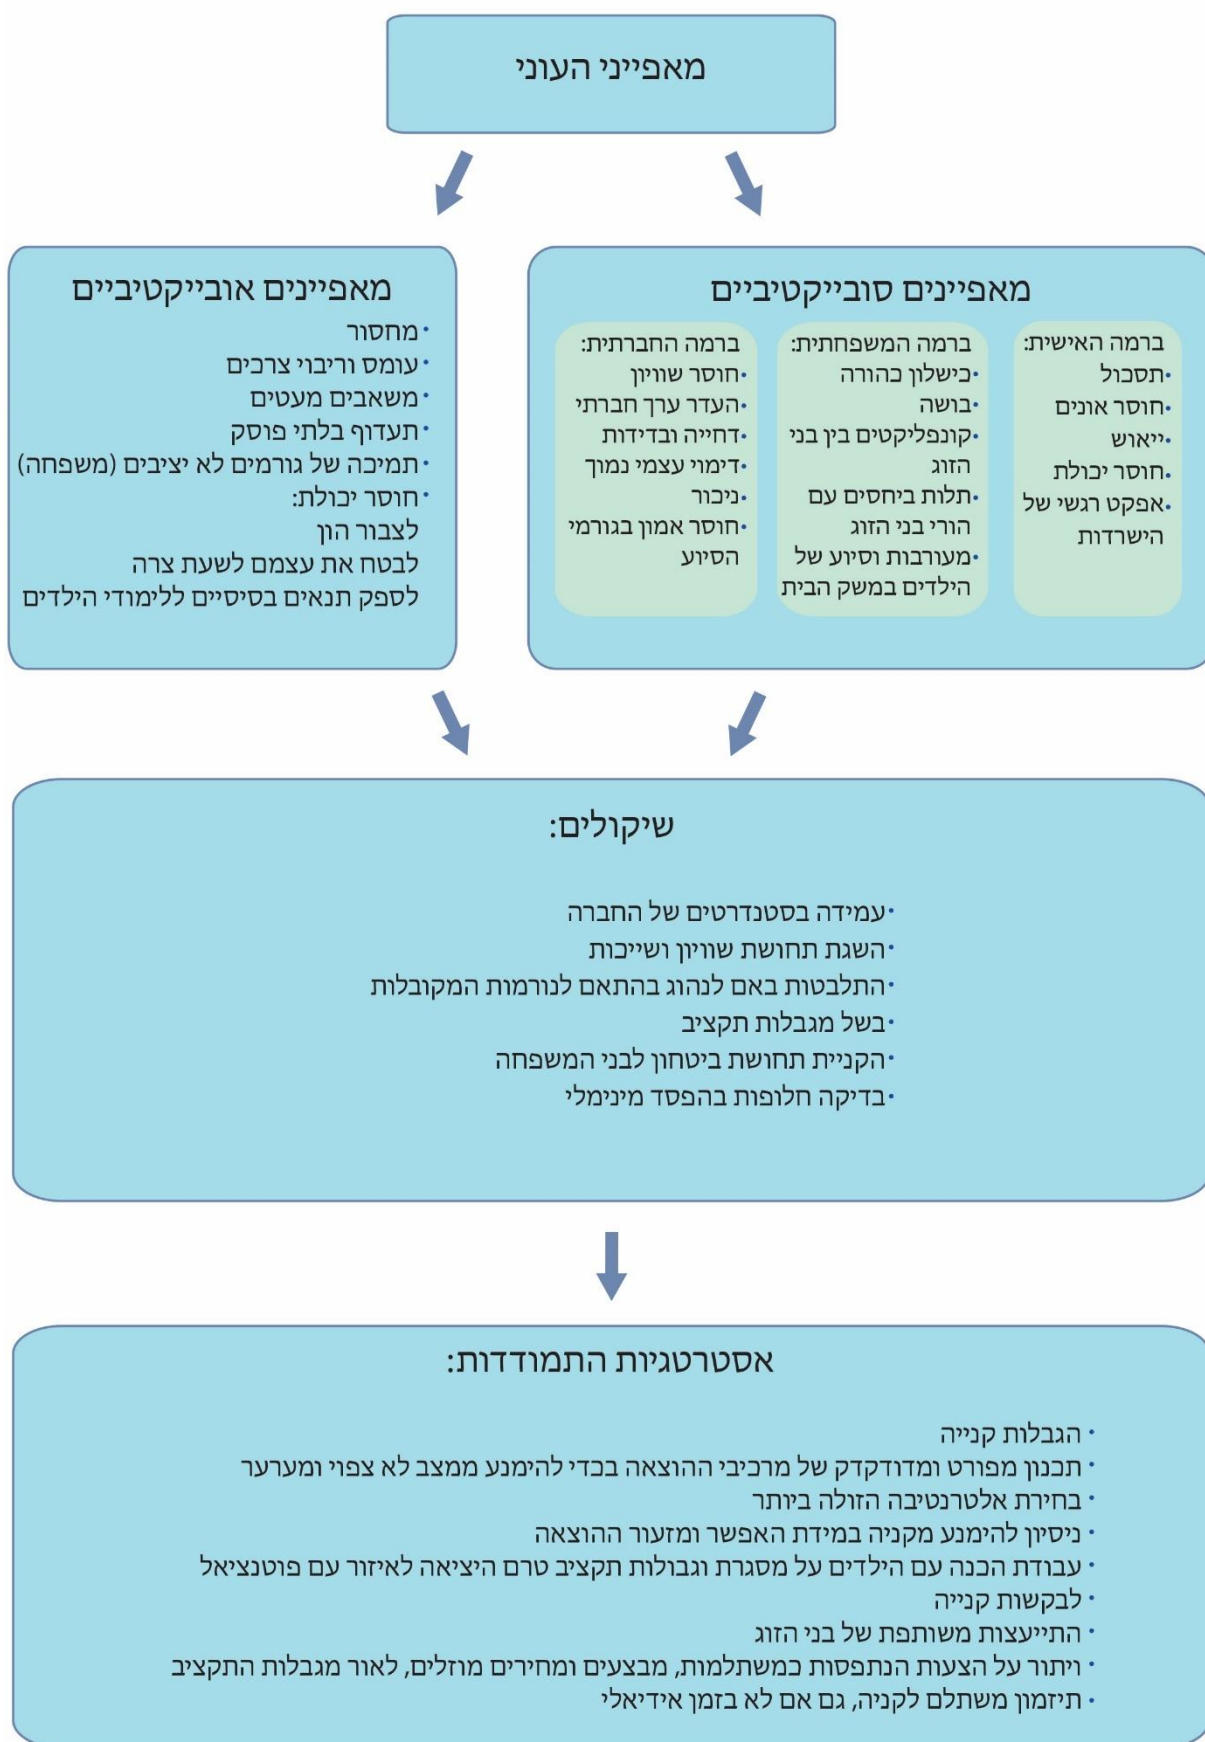 מאפייני העוני
מאפיינים סובייקטיביים
ברמה האישית:
•תסכול
•חוסר אונים
•ייאוש
•חוסר יכולת
•אפקט רגשי של
הישרדות
ברמה המשפחתית:
•כישלון כהורה
•בושה
•קונפליקטים בין בני
הזוג
•תלות ביחסים עם
הורי בני הזוג
•מעורבות וסיוע של
הילדים במשק הבית
ברמה החברתית:
•חוסר שוויון
•העדר ערך חברתי
•דחייה ובדידות
•דימוי עצמי נמוך
•ניכור
•חוסר אמון בגורמי
הסיוע
מאפיינים אובייקטיביים
•מחסור
•עומס וריבוי צרכים
•משאבים מעטים
•תעדוף בלתי פוסק
•תמיכה של גורמים לא יציבים (משפחה)
•חוסר יכולת:
לצבור הון
לבטח את עצמם לשעת צרה
לספק תנאים בסיסיים ללימודי הילדים
שיקולים:
•עמידה בסטנדרטים של החברה
•השגת תחושת שוויון ושייכות
•התלבטות באם לנהוג בהתאם לנורמות המקובלות
•בשל מגבלות תקציב
•הקניית תחושת ביטחון לבני המשפחה
•בדיקה חלופות בהפסד מינימלי
אסטרטגיות התמודדות:
•הגבלות קנייה
•תכנון מפורט ומדודקדק של מרכיבי ההוצאה בכדי להימנע ממצב לא צפוי ומערער
•בחירת אלטרנטיבה הזולה ביותר
•ניסיון להימנע מקניה במידת האפשר ומזעור ההוצאה
•עבודת הכנה עם הילדים על מסגרת וגבולות תקציב טרם היציאה לאיזור עם פוטנציאל
•לבקשות קנייה
•התייעצות משותפת של בני הזוג
•ויתור על הצעות הנתפסות כמשתלמות, מבצעים ומחירים מוזלים, לאור מגבלות התקציב
•תיזמון משתלם לקניה, גם אם לא בזמן אידיאלי